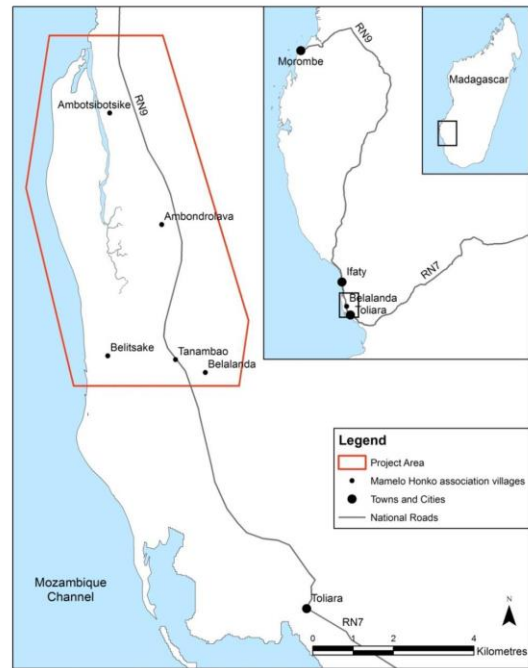 Ambotsibotsike
RN9
Ambondrolava
Belitsake
Tanambao
Belalanda
Mozambique
Channel
Toliara
RN7
RN9
Morombe
Madagascar
Ifaty
Belalanda
Toliara
RN7
Legend
Project Area
Mamelo Honko association villages
Towns and Cities
National Roads
N
0 1 2 4
Kilometres